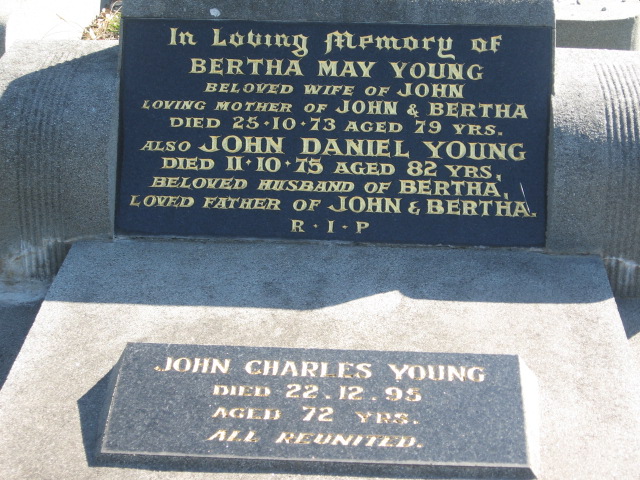 In Loving Memory of
BERTHA MAY YOUNG
BELOVED WIFE OF JOHN
LOVING MOTHER OF JOHN & BERTHA
DIED 25·10·73 AGED 79 YRS.
ALSO JOHN DANIEL YOUNG
DIED 11·10·75 AGED 82 YRS,
BELOVED HUSBAND OF BERTHA,
LOVED FATHER OF JOHN & BERTHA.
R·I·P
JOHN CHARLES YOUNG
DIED 22.12.95
AGED 72 YRS.
ALL REUNITED.